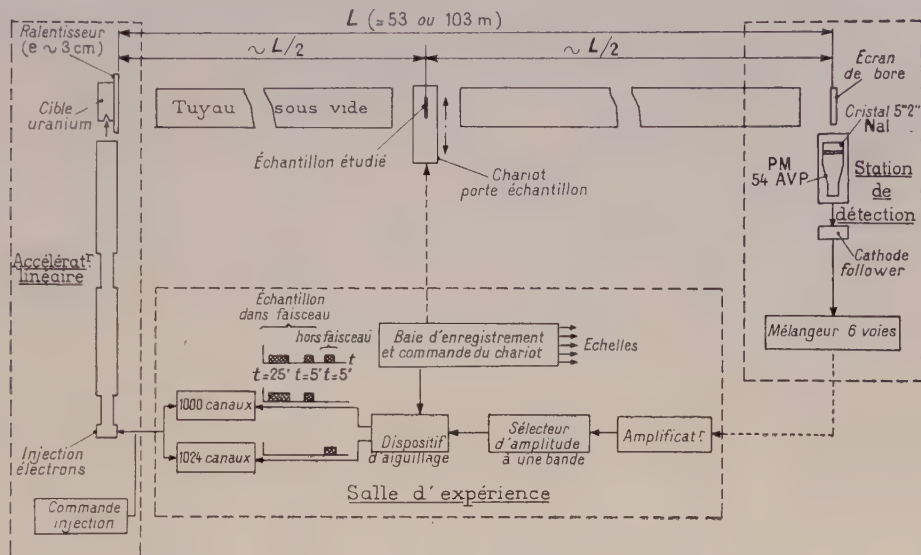 L (≃53 ou 103 m)
Ralentisseur
(e ~ 3 cm)
~ L/2
~ L/2
Ecran
de bore
Cible
uranium
Tuyau sous vide
Cristal 5"2"
NaI
Échantillon étudié
PM
54 AVP
Chariot
porte échantillon
Station
de
détection
Cathode
follower
Accélérat.r
linéaire
Échantillon
dans faisceau
hors faisceau
t
t=25' t=5' t=5'
Baie d'enregistrement
et commande du chariot
Echelles
Mélangeur 6 voies
1000 canaux
1024 canaux
Dispositif
d'aiguillage
Sélecteur
d'amplitude
à une bande
Amplificat.r
Injection
électrons
Salle d'expérience
Commande
injection